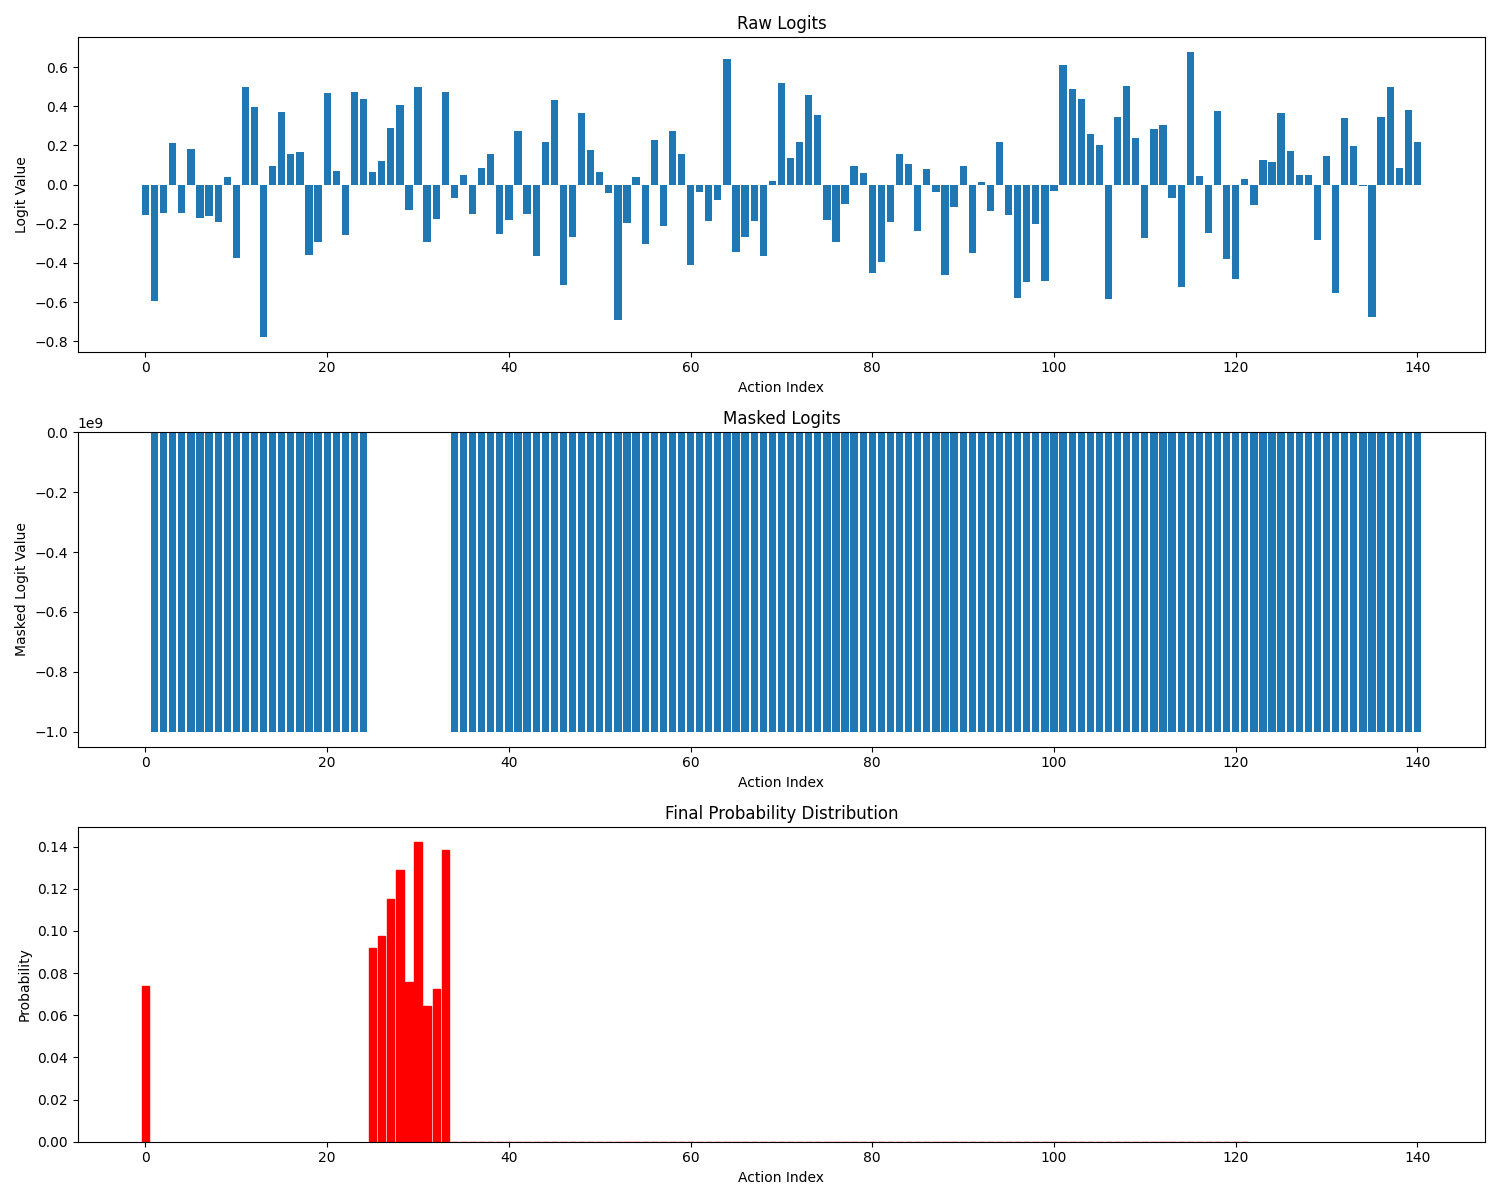 Raw Logits
0.6
0.4
0.2
0.0
−0.2
−0.4
−0.6
−0.8
Logit Value
0 20 40 60 80 100 120 140
Action Index
Masked Logits
1e9
0.0
−0.2
−0.4
−0.6
−0.8
−1.0
Masked Logit Value
0 20 40 60 80 100 120 140
Action Index
Final Probability Distribution
0.14
0.12
0.10
0.08
0.06
0.04
0.02
0.00
Probability
0 20 40 60 80 100 120 140
Action Index